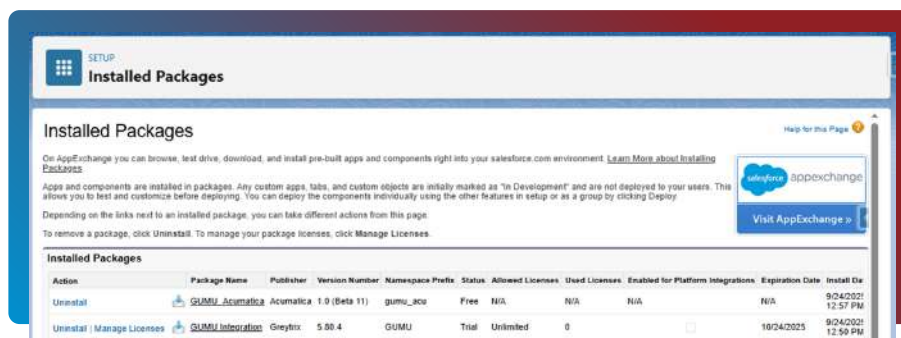 SETUP
Installed Packages
Installed Packages
Help for this Page
On AppExchange you can browse, test drive, download, and install pre-built apps and components right into your salesforce.com environment. Learn More about Installing
Packages
Apps and components are installed in packages. Any custom apps, tabs, and custom objects are initially marked as "In Development" and are not deployed to your users. This
allows you to test and customize before deploying. You can deploy the components individually using the other features in setup or as a group by clicking Deploy
Depending on the links next to an installed package, you can take different actions from this page.
To remove a package, click Uninstall. To manage your package licenses, click Manage Licenses.
salesforce appexchange
Visit AppExchange »
Installed Packages
Action Package Name Publisher Version Number Namespace Prefix Status Allowed Licenses Used Licenses Enabled for Platform Integrations Expiration Date Install Da
Uninstall GUMU_Acumatica Acumatica 1.0 (Beta 11) gumu_acu Free N/A N/A N/A N/A 9/24/202
12:57 PM
Uninstall | Manage Licenses GUMU Integration Greytrix 5.80.4 GUMU Trial Unlimited 0 10/24/2025 9/24/202
12:50 PM